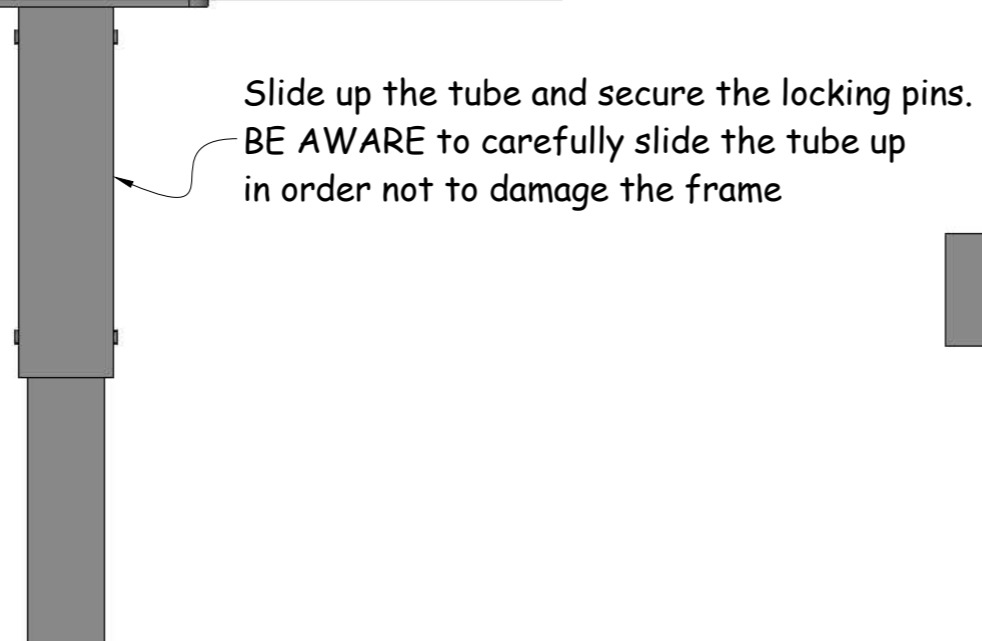 Slide up the tube and secure the locking pins.
BE AWARE to carefully slide the tube up
in order not to damage the frame